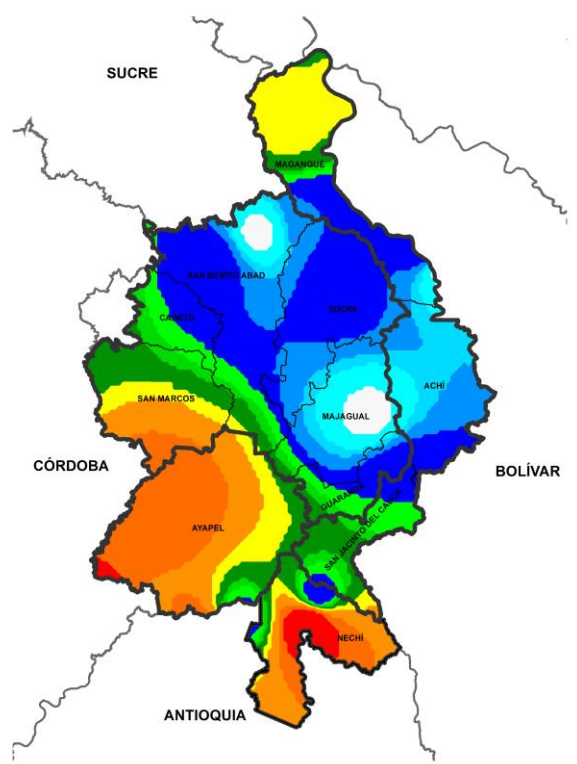 SUCRE
MAGANGUÉ
SAN BENITO ABAD
CAIMITO
SUCRE
ACHÍ
SAN MARCOS
MAJAGUAL
CÓRDOBA
BOLÍVAR
GUARANDA
AYAPEL
SAN JACINTO DEL CAUCA
NECHÍ
ANTIOQUIA